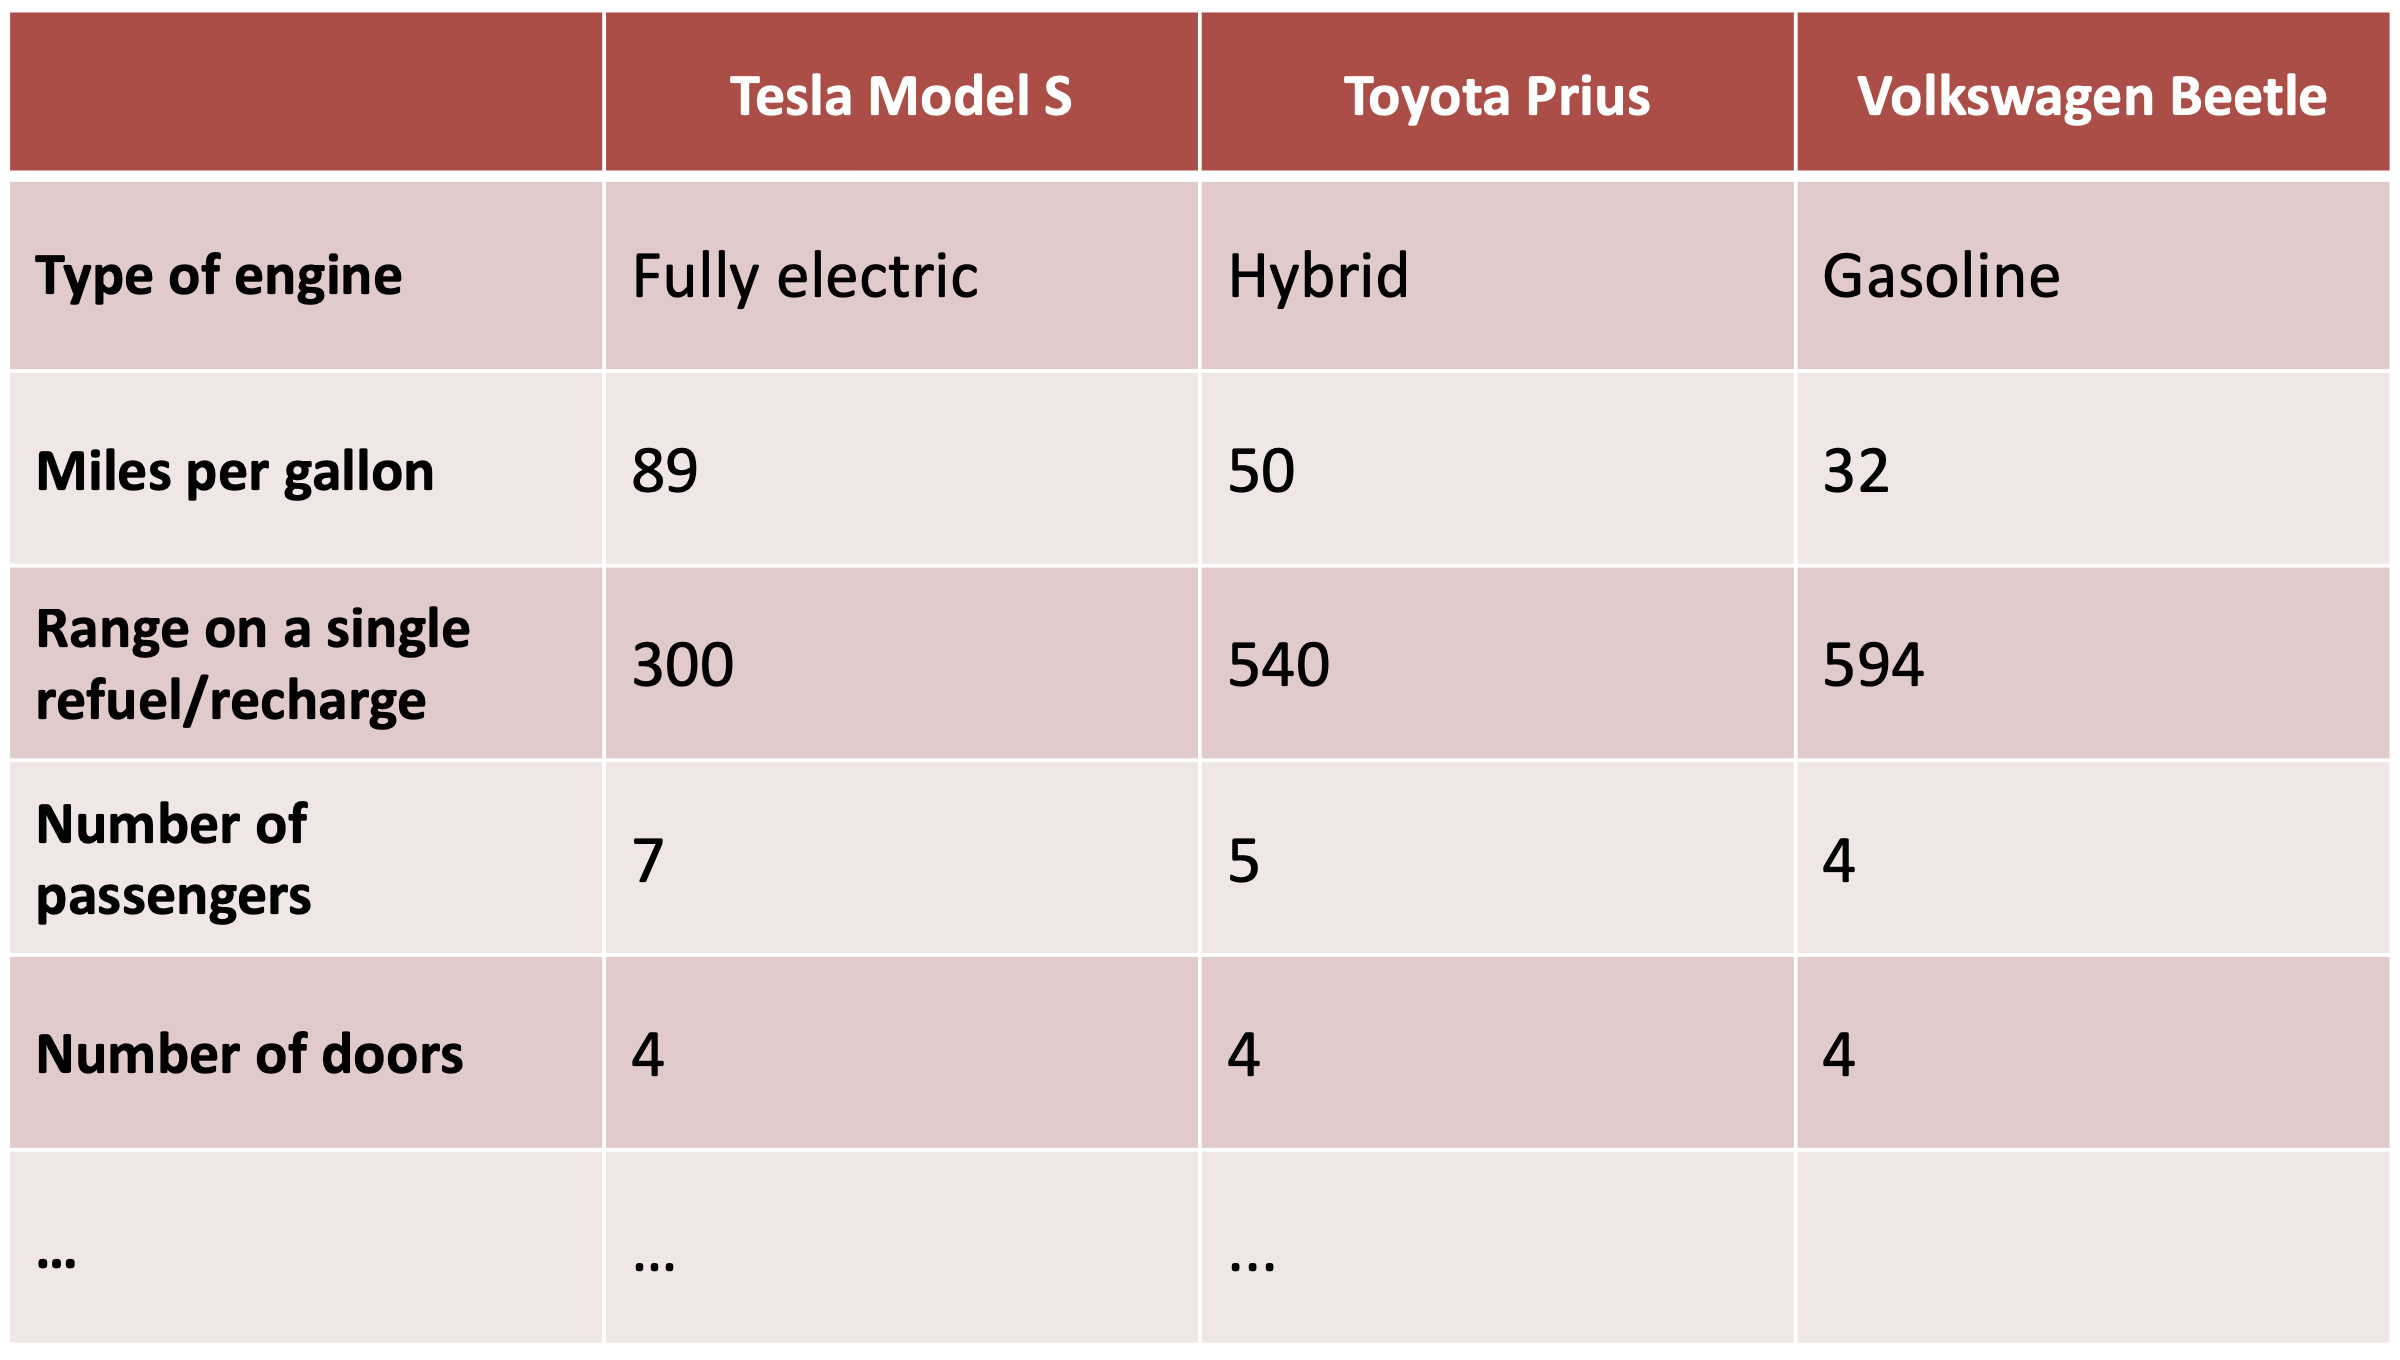 Tesla Model S Toyota Prius Volkswagen Beetle
Type of engine Fully electric Hybrid Gasoline
Miles per gallon 89 50 32
Range on a single
refuel/recharge 300 540 594
Number of
passengers 7 5 4
Number of doors 4 4 4
... ... ...